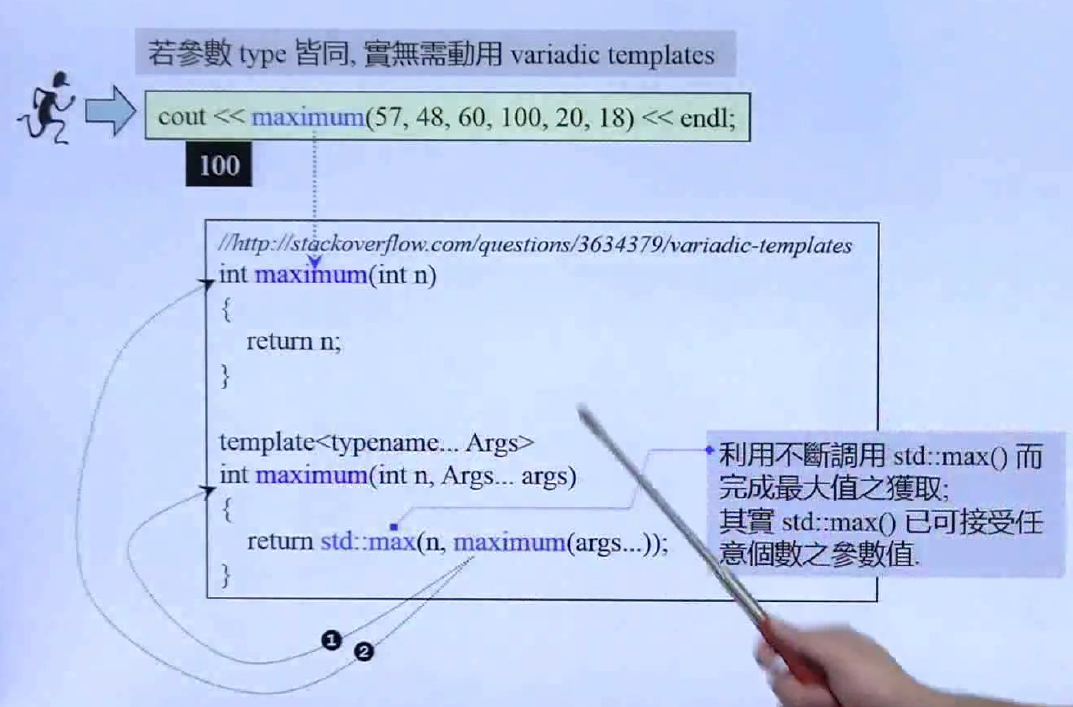 若參數 type 皆同, 實無需動用 variadic templates
cout << maximum(57, 48, 60, 100, 20, 18) << endl;
100
//http://stackoverflow.com/questions/3634379/variadic-templates
int maximum(int n)
{
return n;
}
template<typename... Args>
int maximum(int n, Args... args)
{
return std::max(n, maximum(args...));
}
利用不斷調用 std::max() 而
完成最大值之獲取;
其實 std::max() 已可接受任
意個數之參數值.
1
2